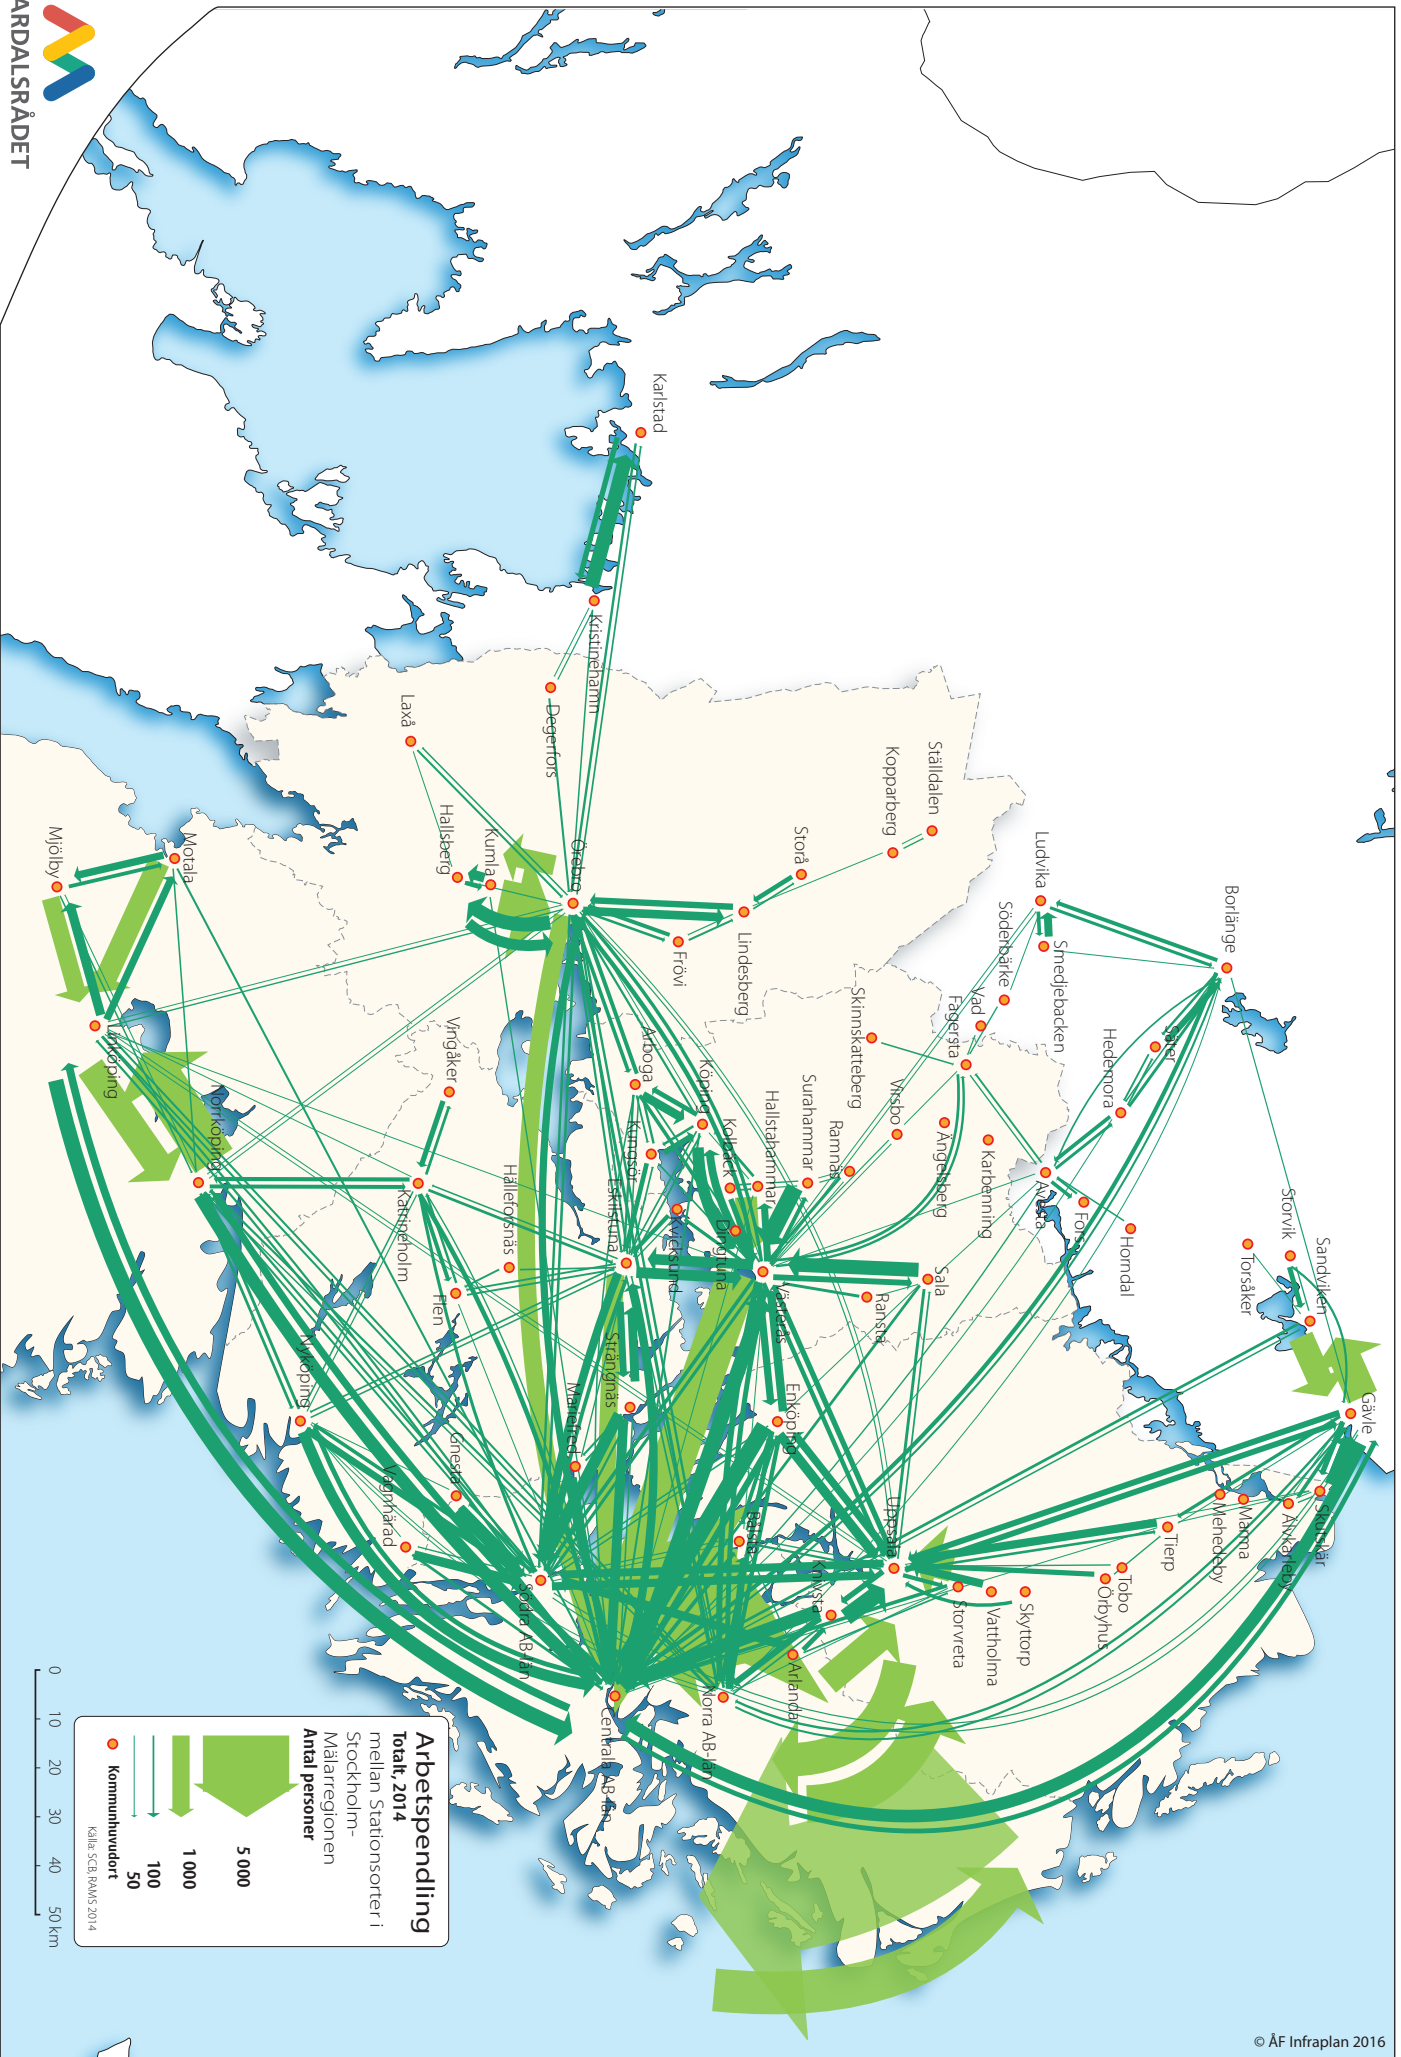 ARDALSRÅDET
Karlstad
Kristinehamn
Degerfors
Laxå
Hallsberg
Kumla
Örebro
Storå
Kopparberg
Ställdalen
Lindesberg
Frövi
Ludvika
Smedjebacken
Söderbärke
Vad
Fagersta
Skinnskatteberg
Virsbo
Ängelsberg
Karbenning
Borlänge
Säter
Hedemora
Avesta
Fors
Horndal
Storvik
Torsåker
Sandviken
Gävle
Skutskär
Älvkarleby
Marma
Mehedeby
Tierp
Tobo
Örbyhus
Skyttorp
Vattholma
Storvreta
Uppsala
Knivsta
Arlanda
Norra AB-län
Centrala AB-län
Södra AB-län
Bålsta
Enköping
Västerås
Ransta
Sala
Ramnäs
Surahammar
Hallstahammar
Kolbäck
Dingtuna
Köping
Arboga
Kungsör
Kvicksund
Eskilstuna
Strängnäs
Mariefred
Hälleforsnäs
Flen
Gnesta
Vagnhärad
Nyköping
Katrineholm
Vingåker
Norrköping
Linköping
Motala
Mjölby
Arbetspendling
Totalt, 2014
mellan Stationsorter i
Stockholm-
Mälarregionen
Antal personer
5 000
1 000
100
50
Kommunhuvudort
Källa: SCB, RAMS 2014
0 10 20 30 40 50 km
© ÅF Infraplan 2016